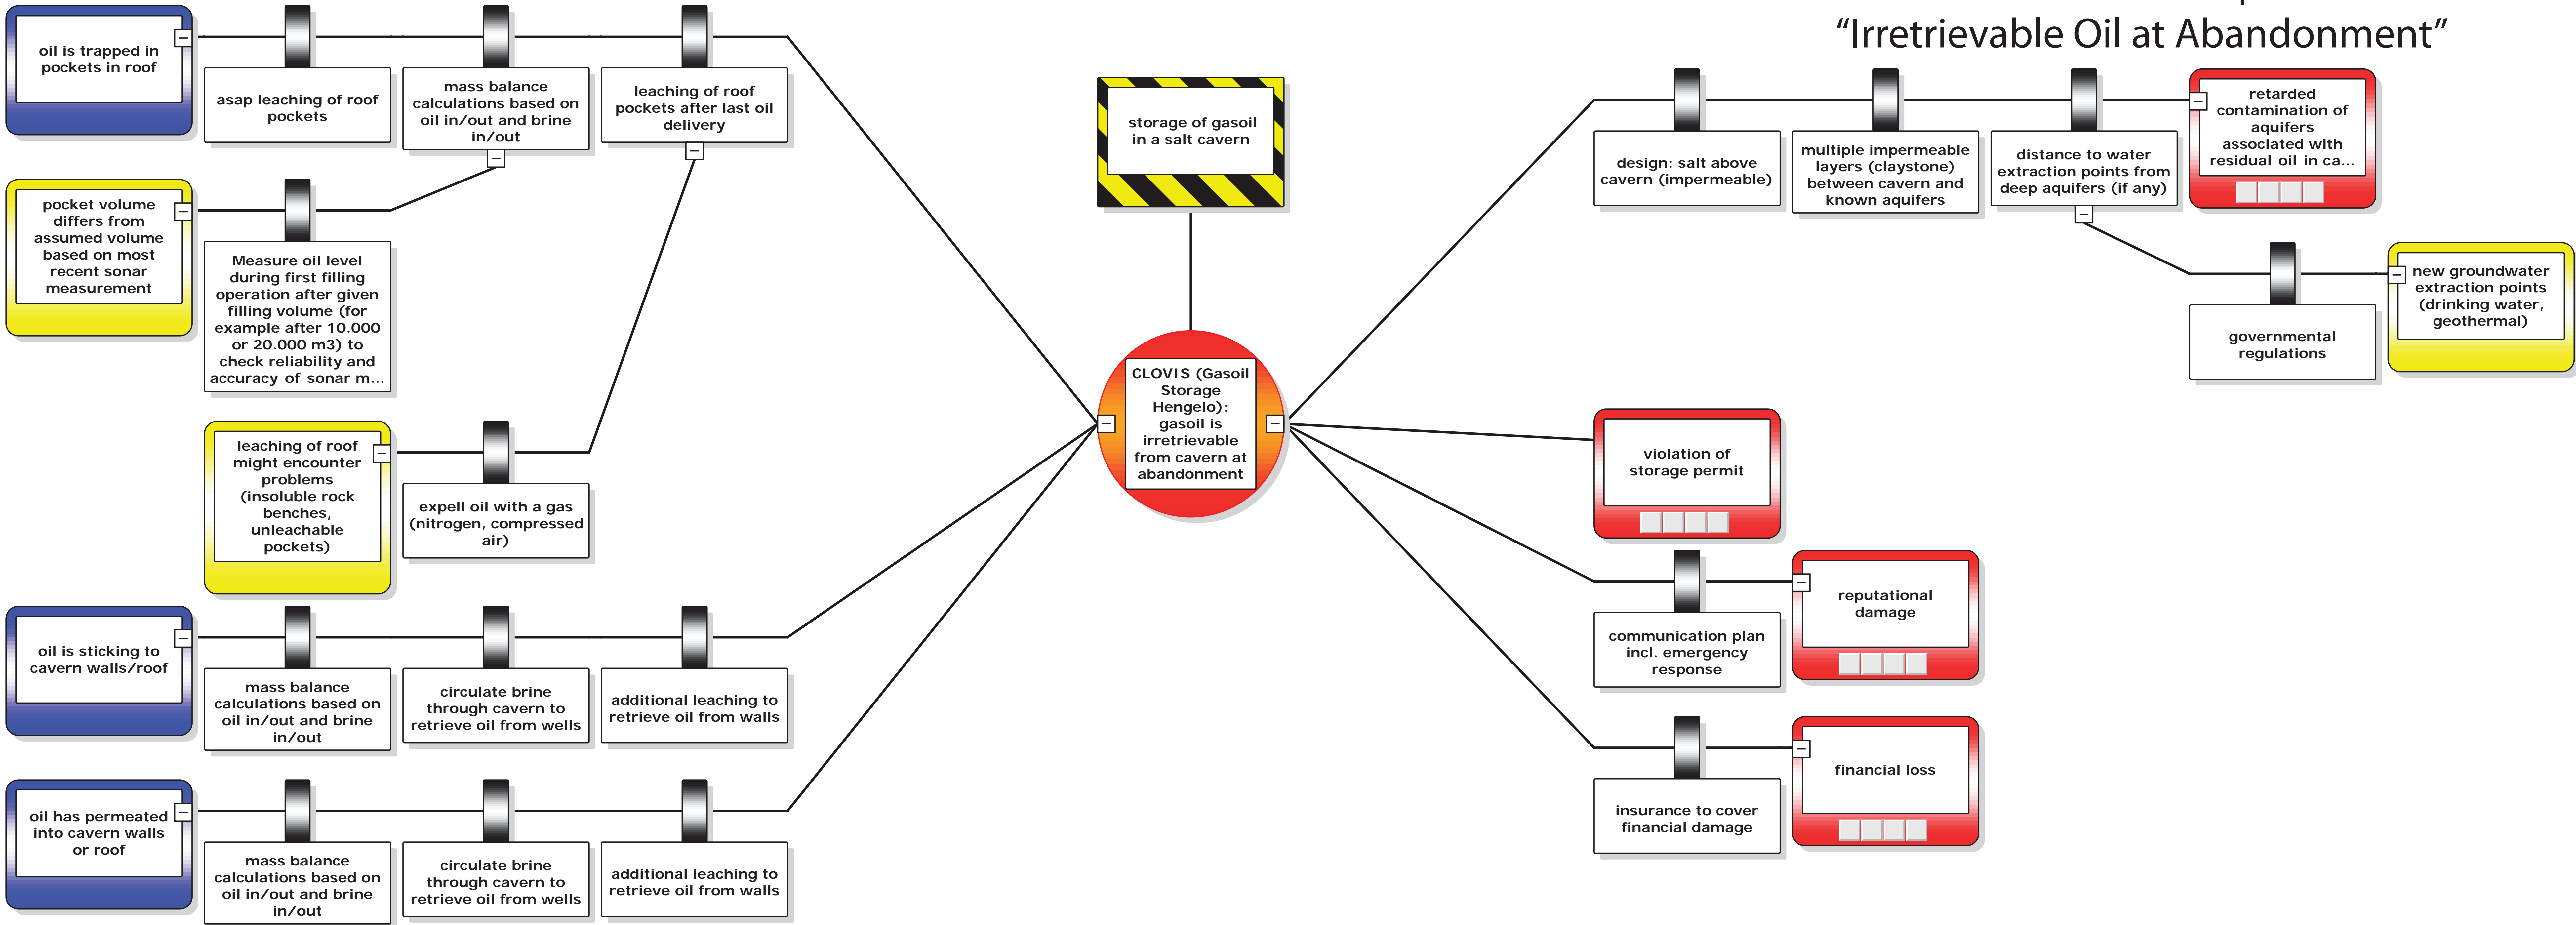 “Irretrievable Oil at Abandonment”
oil is trapped in
pockets in roof
asap leaching of roof
pockets
mass balance
calculations based on
oil in/out and brine
in/out
leaching of roof
pockets after last oil
delivery
pocket volume
differs from
assumed volume
based on most
recent sonar
measurement
Measure oil level
during first filling
operation after given
filling volume (for
example after 10.000
or 20.000 m3) to
check reliability and
accuracy of sonar m...
leaching of roof
might encounter
problems
(insoluble rock
benches,
unleachable
pockets)
expell oil with a gas
(nitrogen, compressed
air)
oil is sticking to
cavern walls/roof
mass balance
calculations based on
oil in/out and brine
in/out
circulate brine
through cavern to
retrieve oil from wells
additional leaching to
retrieve oil from walls
oil has permeated
into cavern walls
or roof
mass balance
calculations based on
oil in/out and brine
in/out
circulate brine
through cavern to
retrieve oil from wells
additional leaching to
retrieve oil from walls
storage of gasoil
in a salt cavern
CLOVIS (Gasoil
Storage
Hengelo):
gasoil is
irretrievable
from cavern at
abandonment
design: salt above
cavern (impermeable)
multiple impermeable
layers (claystone)
between cavern and
known aquifers
distance to water
extraction points from
deep aquifers (if any)
retarded
contamination of
aquifers
associated with
residual oil in ca...
governmental
regulations
new groundwater
extraction points
(drinking water,
geothermal)
violation of
storage permit
communication plan
incl. emergency
response
reputational
damage
insurance to cover
financial damage
financial loss